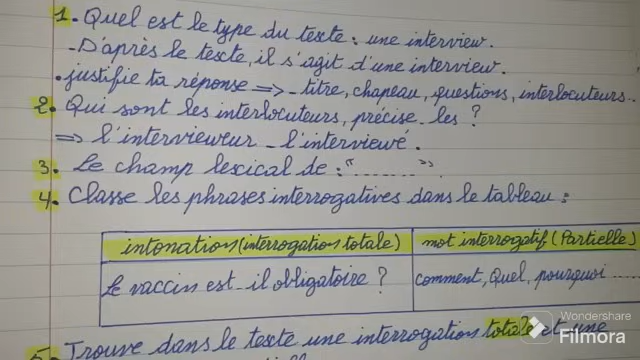 1. Quel est le type du texte : une interview.
- D'après le texte, il s'agit d'une interview.
. justifie ta réponse => - titre, chapeau, questions, interlocuteurs..
2. Qui sont les interlocuteurs, précise-les ?
=> l'intervieweur - l'interviewé.
3. Le champ lexical de : "........"
4. Classe les phrases interrogatives dans le tableau :
intonation (interrogation totale) mot interrogatif (Partielle)
Le vaccin est-il obligatoire ? comment, Quel, pourquoi .....
5. Trouve dans le texte une interrogation totale et une
Wondershare
Filmora